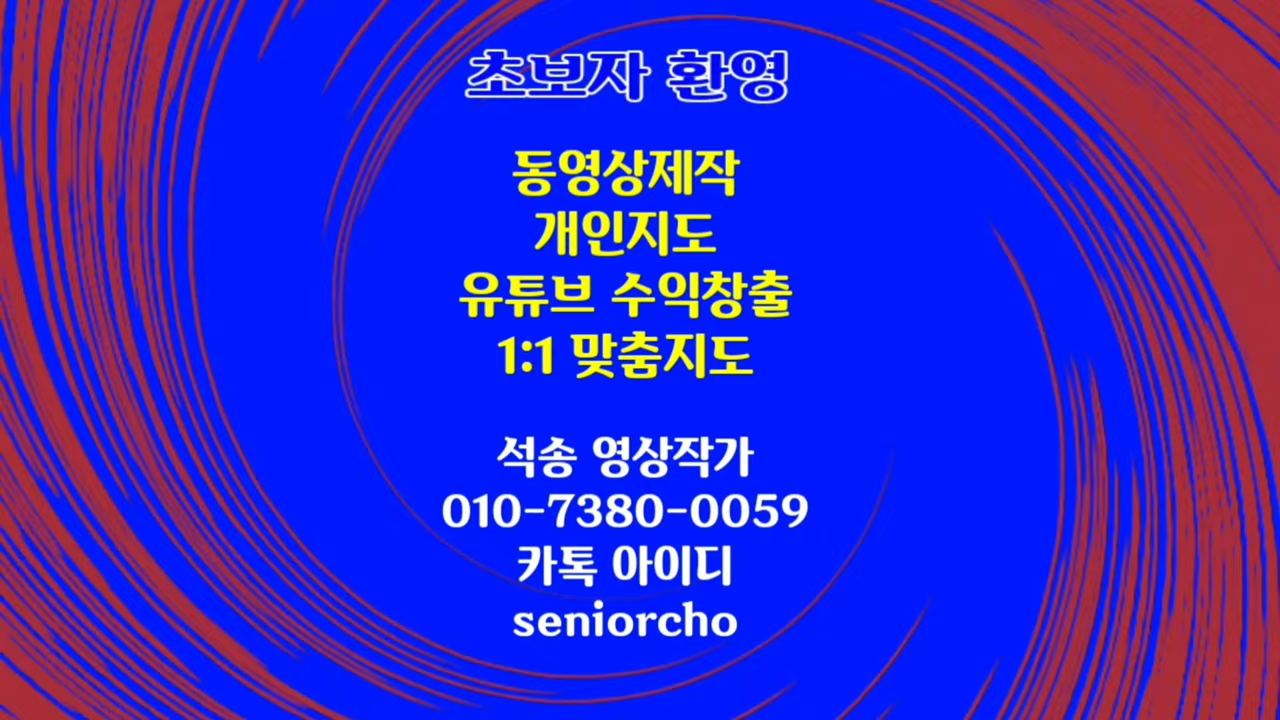 초보자 환영
동영상제작
개인지도
유튜브 수익창출
1:1 맞춤지도
석송 영상작가
010-7380-0059
카톡 아이디
seniorcho